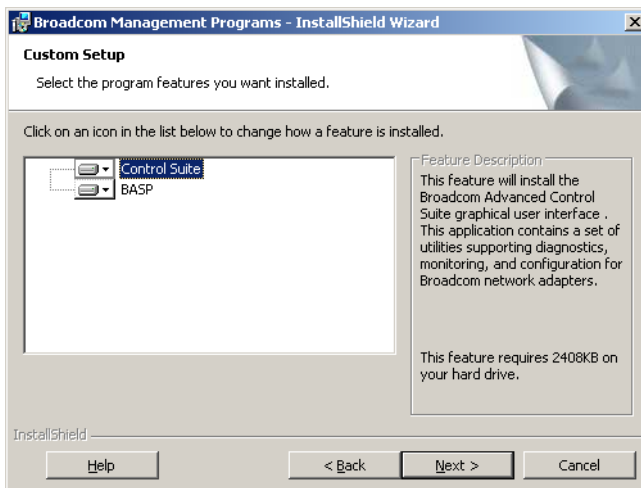 Broadcom Management Programs - InstallShield Wizard
Custom Setup
Select the program features you want installed.
Click on an icon in the list below to change how a feature is installed.
Control Suite
BASP
Feature Description
This feature will install the
Broadcom Advanced Control
Suite graphical user interface .
This application contains a set of
utilities supporting diagnostics,
monitoring, and configuration for
Broadcom network adapters.
This feature requires 2408KB on
your hard drive.
InstallShield
Help
< Back
Next >
Cancel